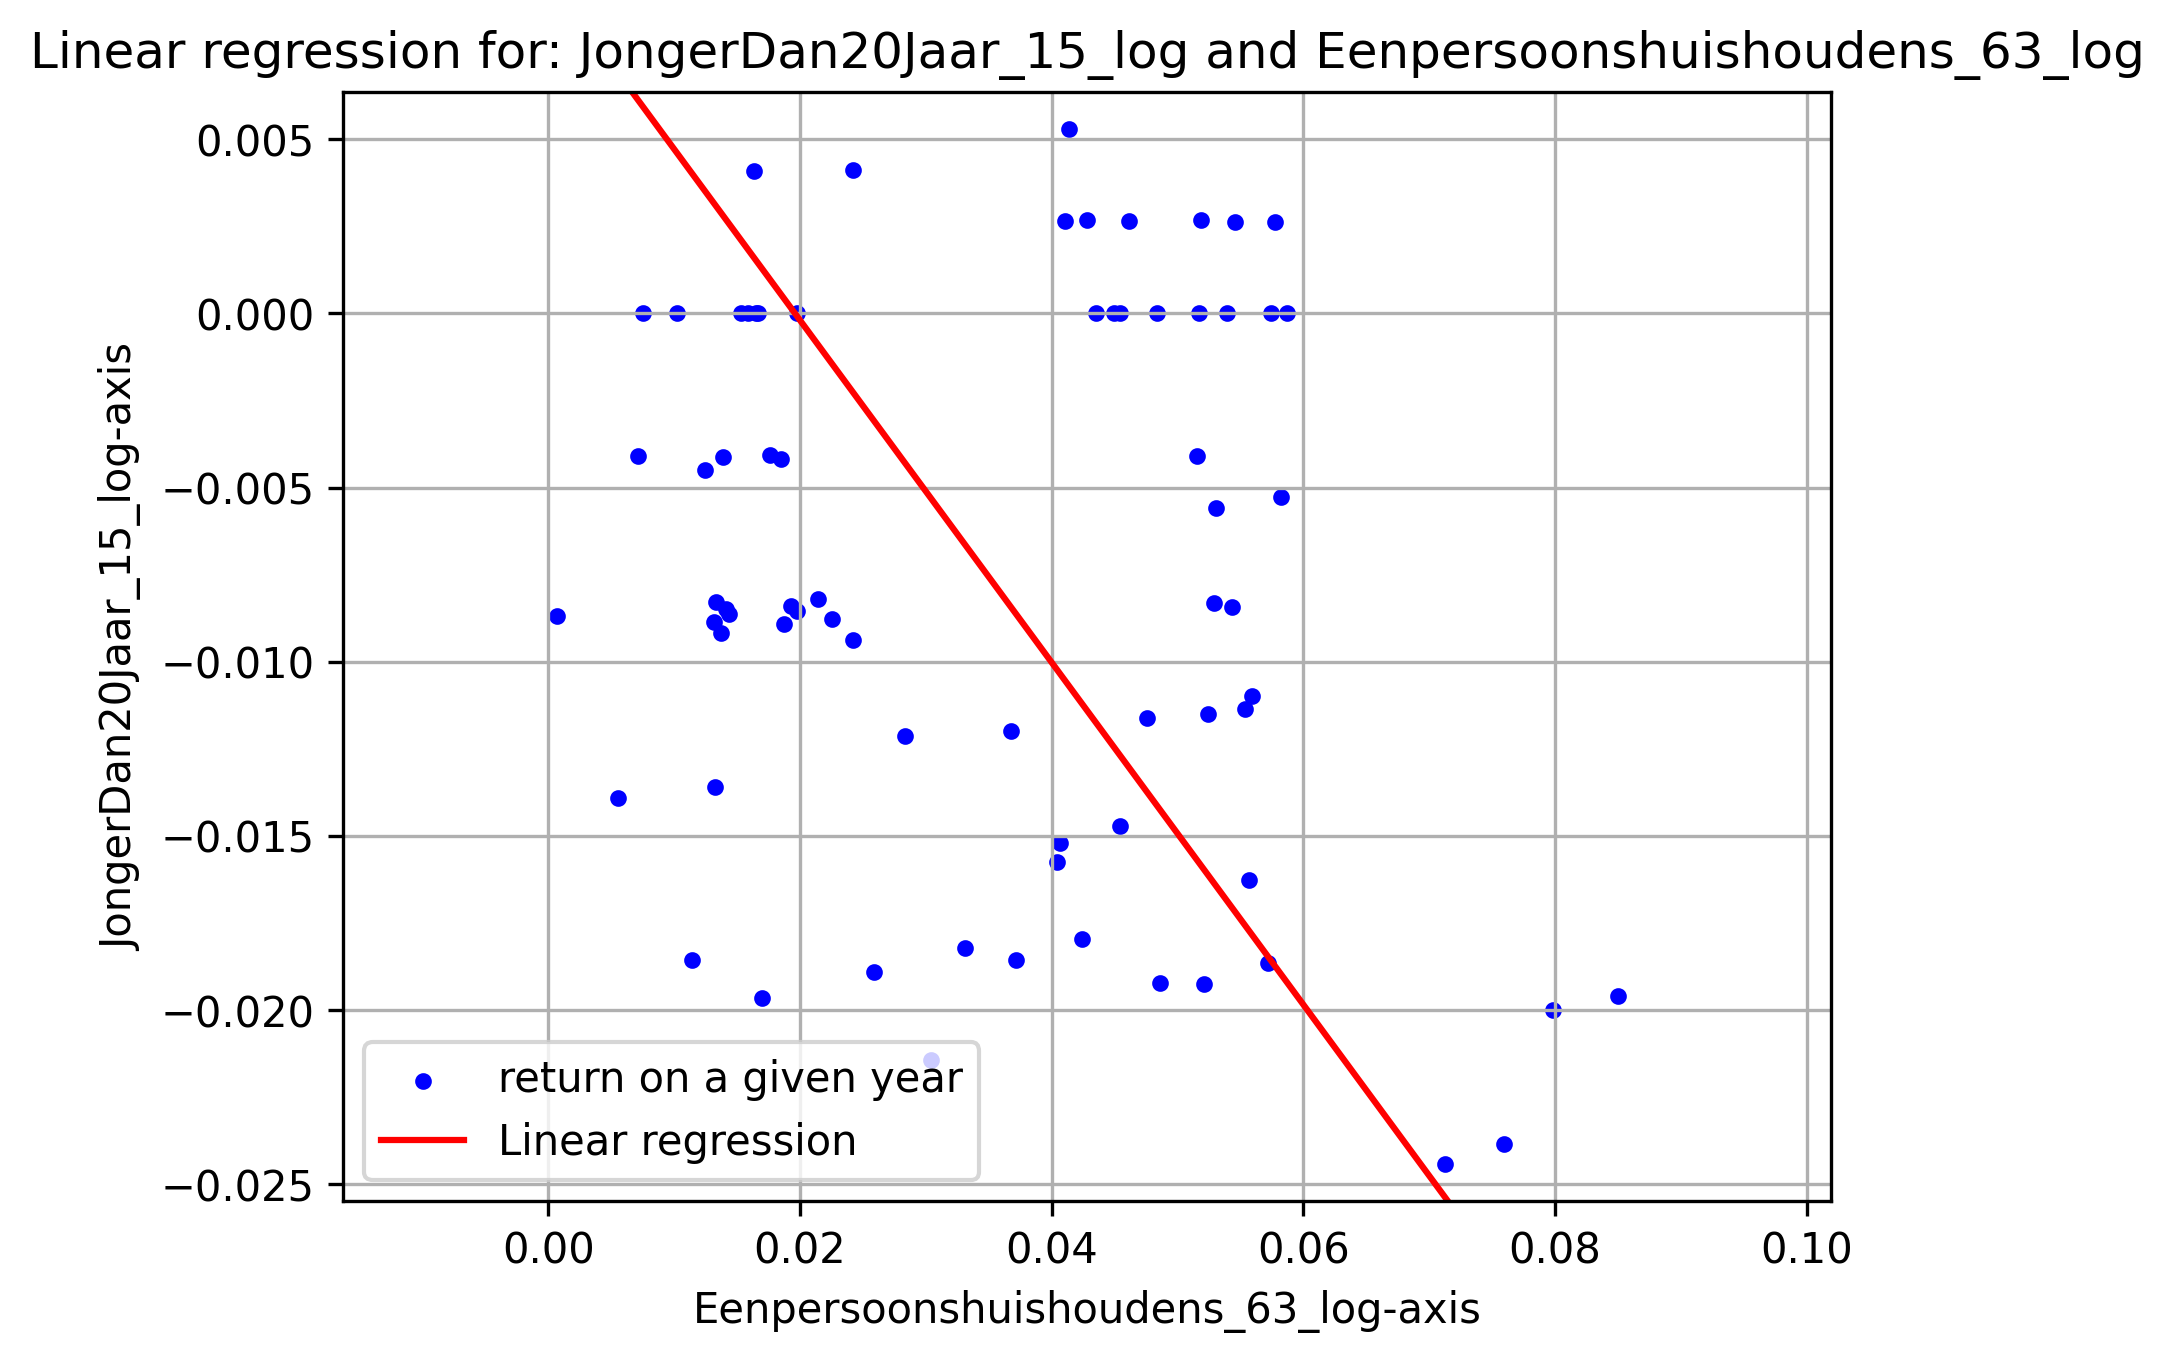 Linear regression for: JongerDan20Jaar_15_log and Eenpersoonshuishoudens_63_log
JongerDan20Jaar_15_log-axis
0.005
0.000
−0.005
−0.010
−0.015
−0.020
−0.025
return on a given year
Linear regression
0.00 0.02 0.04 0.06 0.08 0.10
Eenpersoonshuishoudens_63_log-axis